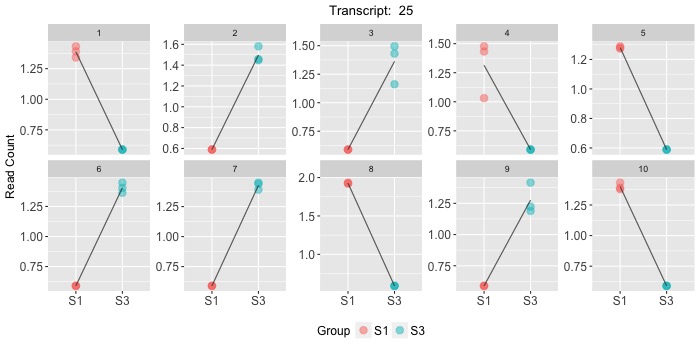 Transcript: 25
1 2 3 4 5
1.25 1.00 0.75
1.6 1.4 1.2 1.0 0.8 0.6
1.50 1.25 1.00 0.75
1.50 1.25 1.00 0.75
1.2 1.0 0.8 0.6
Read Count
6 7 8 9 10
1.25 1.00 0.75
1.25 1.00 0.75
2.0 1.5 1.0
1.25 1.00 0.75
1.25 1.00 0.75
S1 S3 S1 S3 S1 S3 S1 S3 S1 S3
Group S1 S3